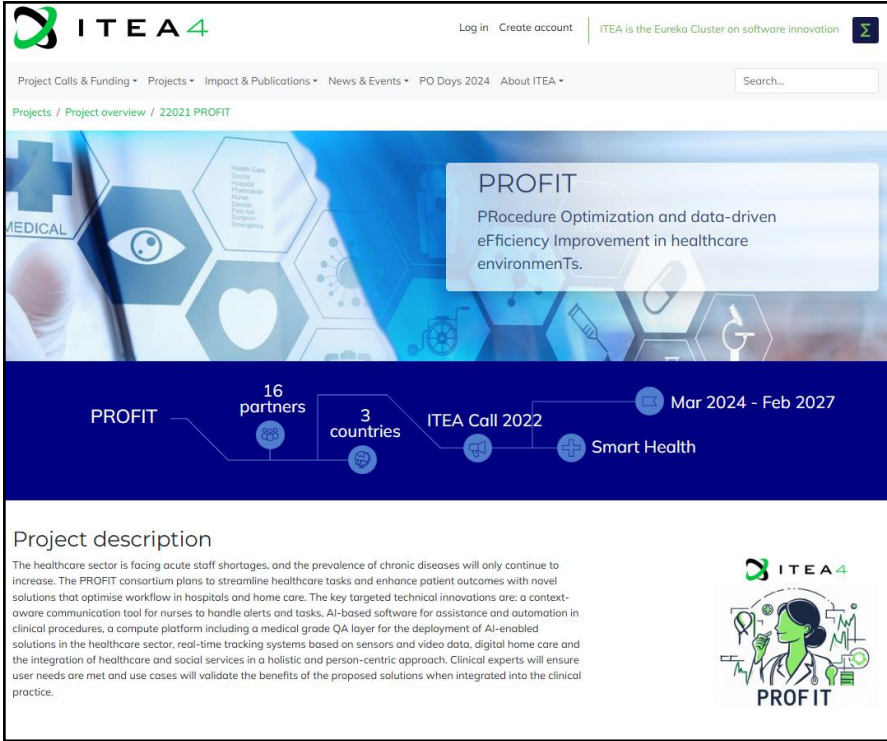 ITEA4
Log in Create account
ITEA is the Eureka Cluster on software innovation
Σ
Project Calls & Funding Projects Impact & Publications News & Events PO Days 2024 About ITEA
Search...
Projects / Project overview / 22021 PROFIT
MEDICAL
Health Care
Doctor
Hospital
Pharmacist
Nurse
Dentist
First Aid
Surgeon
Emergency
PROFIT
PRocedure Optimization and data-driven
eFficiency Improvement in healthcare
environmenTs.
PROFIT
16
partners
3
countries
ITEA Call 2022
Mar 2024 - Feb 2027
Smart Health
Project description
The healthcare sector is facing acute staff shortages, and the prevalence of chronic diseases will only continue to
increase. The PROFIT consortium plans to streamline healthcare tasks and enhance patient outcomes with novel
solutions that optimise workflow in hospitals and home care. The key targeted technical innovations are: a context-
aware communication tool for nurses to handle alerts and tasks, AI-based software for assistance and automation in
clinical procedures, a compute platform including a medical grade QA layer for the deployment of AI-enabled
solutions in the healthcare sector, real-time tracking systems based on sensors and video data, digital home care and
the integration of healthcare and social services in a holistic and person-centric approach. Clinical experts will ensure
user needs are met and use cases will validate the benefits of the proposed solutions when integrated into the clinical
practice.
ITEA4
PROFIT